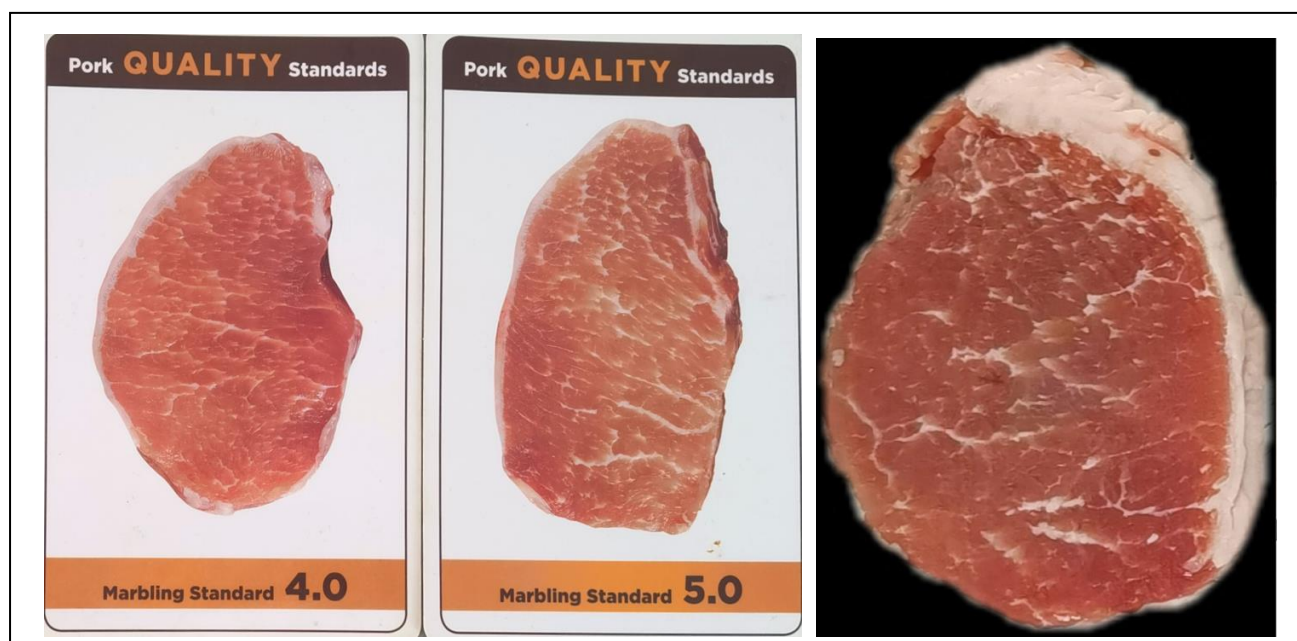 Pork QUALITY Standards
Marbling Standard 4.0
Pork QUALITY Standards
Marbling Standard 5.0